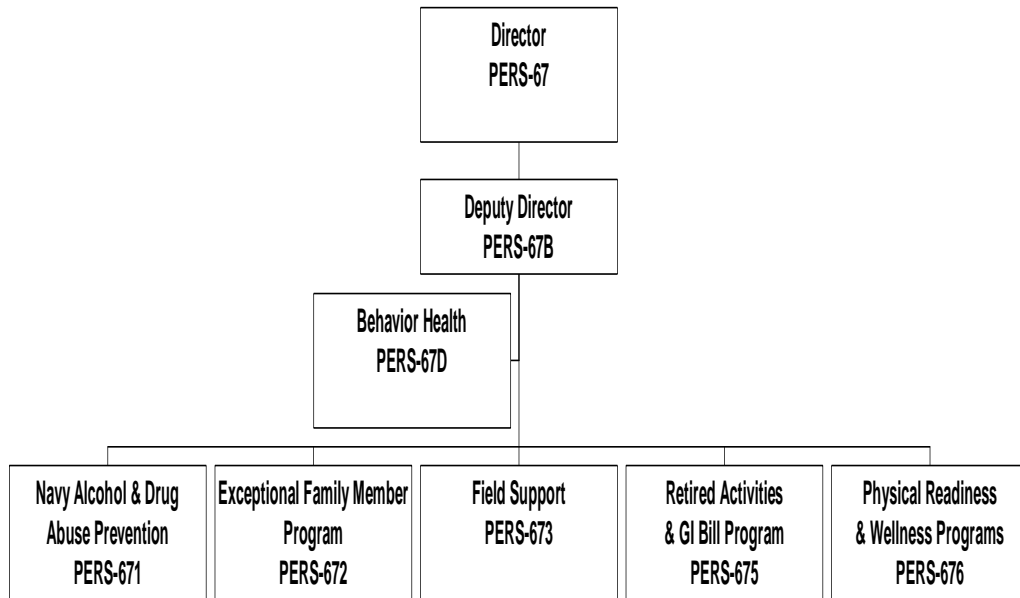 Director
PERS-67
Deputy Director
PERS-67B
Behavior Health
PERS-67D
Navy Alcohol & Drug
Abuse Prevention
PERS-671
Exceptional Family Member
Program
PERS-672
Field Support
PERS-673
Retired Activities
& GI Bill Program
PERS-675
Physical Readiness
& Wellness Programs
PERS-676